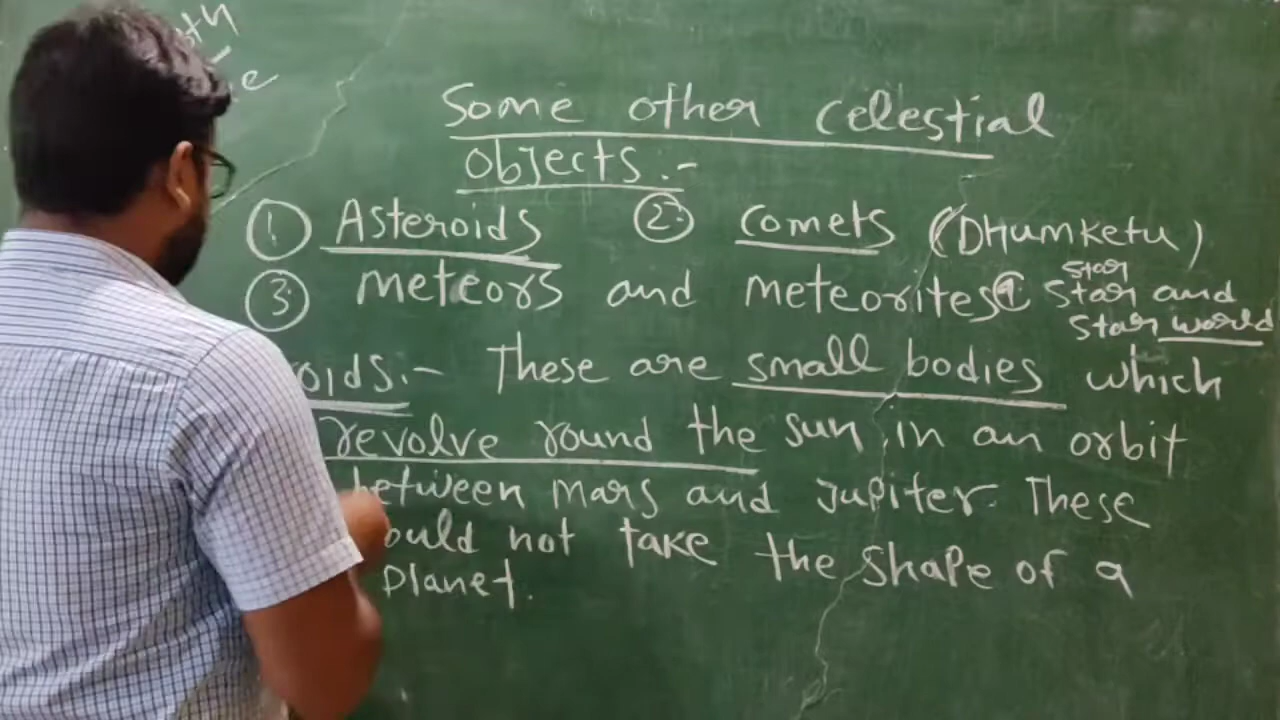 Some other celestial
objects.-
① Asteroids ② comets (Dhumketu)
③ meteors and meteorites ④ Star
Star and
Star world
roids.- These are small bodies which
revolve round the sun in an orbit
between mars and Jupiter. These
ould not take the shape of a
planet.